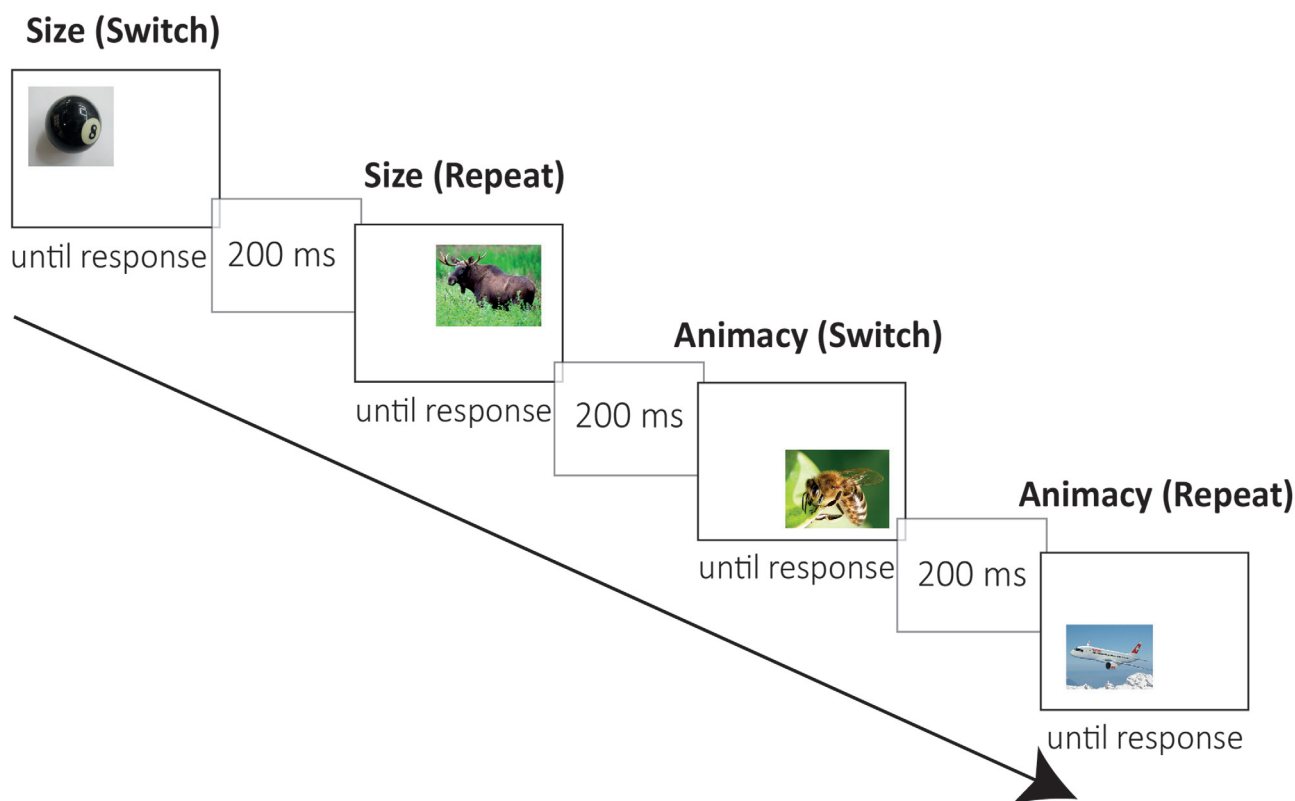 Size (Switch)
8
until response
200 ms
Size (Repeat)
until response
200 ms
Animacy (Switch)
until response
200 ms
Animacy (Repeat)
until response